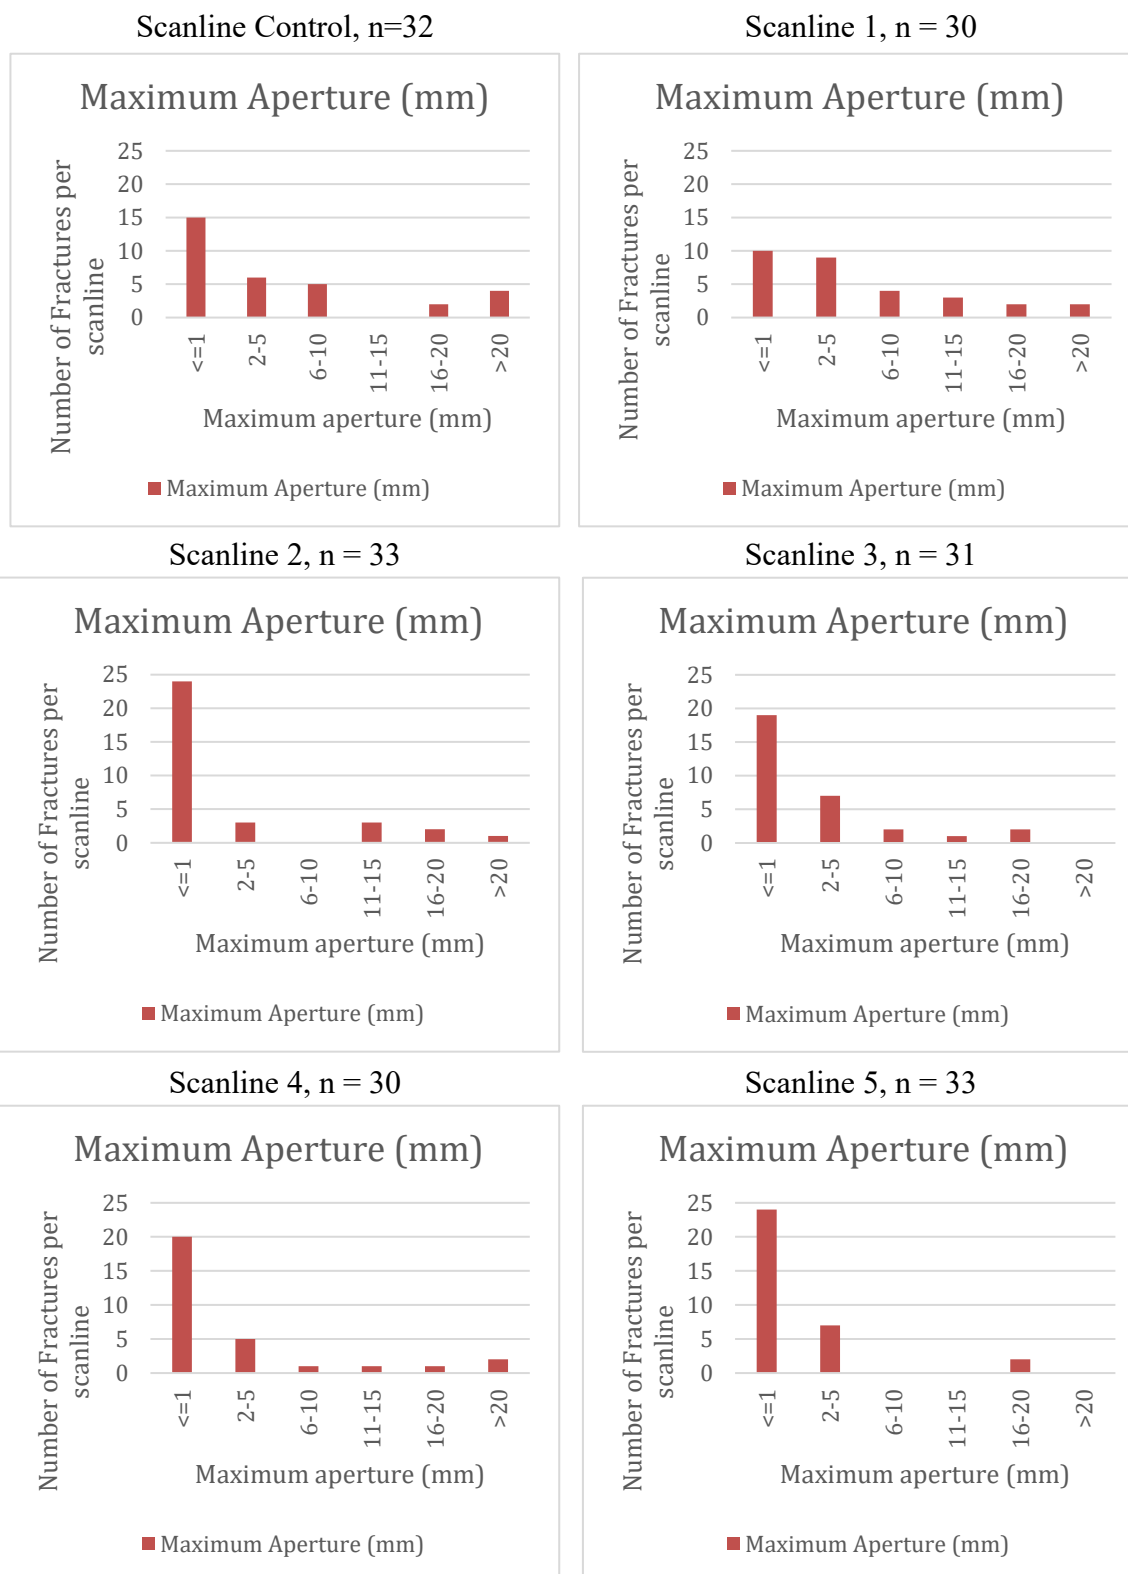 Scanline Control, n=32
Maximum Aperture (mm)
Number of Fractures per
scanline
25
20
15
10
5
0
<=1
2-5
6-10
11-15
16-20
>20
Maximum aperture (mm)
Maximum Aperture (mm)
Scanline 1, n = 30
Maximum Aperture (mm)
Number of Fractures per
scanline
25
20
15
10
5
0
<=1
2-5
6-10
11-15
16-20
>20
Maximum aperture (mm)
Maximum Aperture (mm)
Scanline 2, n = 33
Maximum Aperture (mm)
Number of Fractures per
scanline
25
20
15
10
5
0
<=1
2-5
6-10
11-15
16-20
>20
Maximum aperture (mm)
Maximum Aperture (mm)
Scanline 3, n = 31
Maximum Aperture (mm)
Number of Fractures per
scanline
25
20
15
10
5
0
<=1
2-5
6-10
11-15
16-20
>20
Maximum aperture (mm)
Maximum Aperture (mm)
Scanline 4, n = 30
Maximum Aperture (mm)
Number of Fractures per
scanline
25
20
15
10
5
0
<=1
2-5
6-10
11-15
16-20
>20
Maximum aperture (mm)
Maximum Aperture (mm)
Scanline 5, n = 33
Maximum Aperture (mm)
Number of Fractures per
scanline
25
20
15
10
5
0
<=1
2-5
6-10
11-15
16-20
>20
Maximum aperture (mm)
Maximum Aperture (mm)